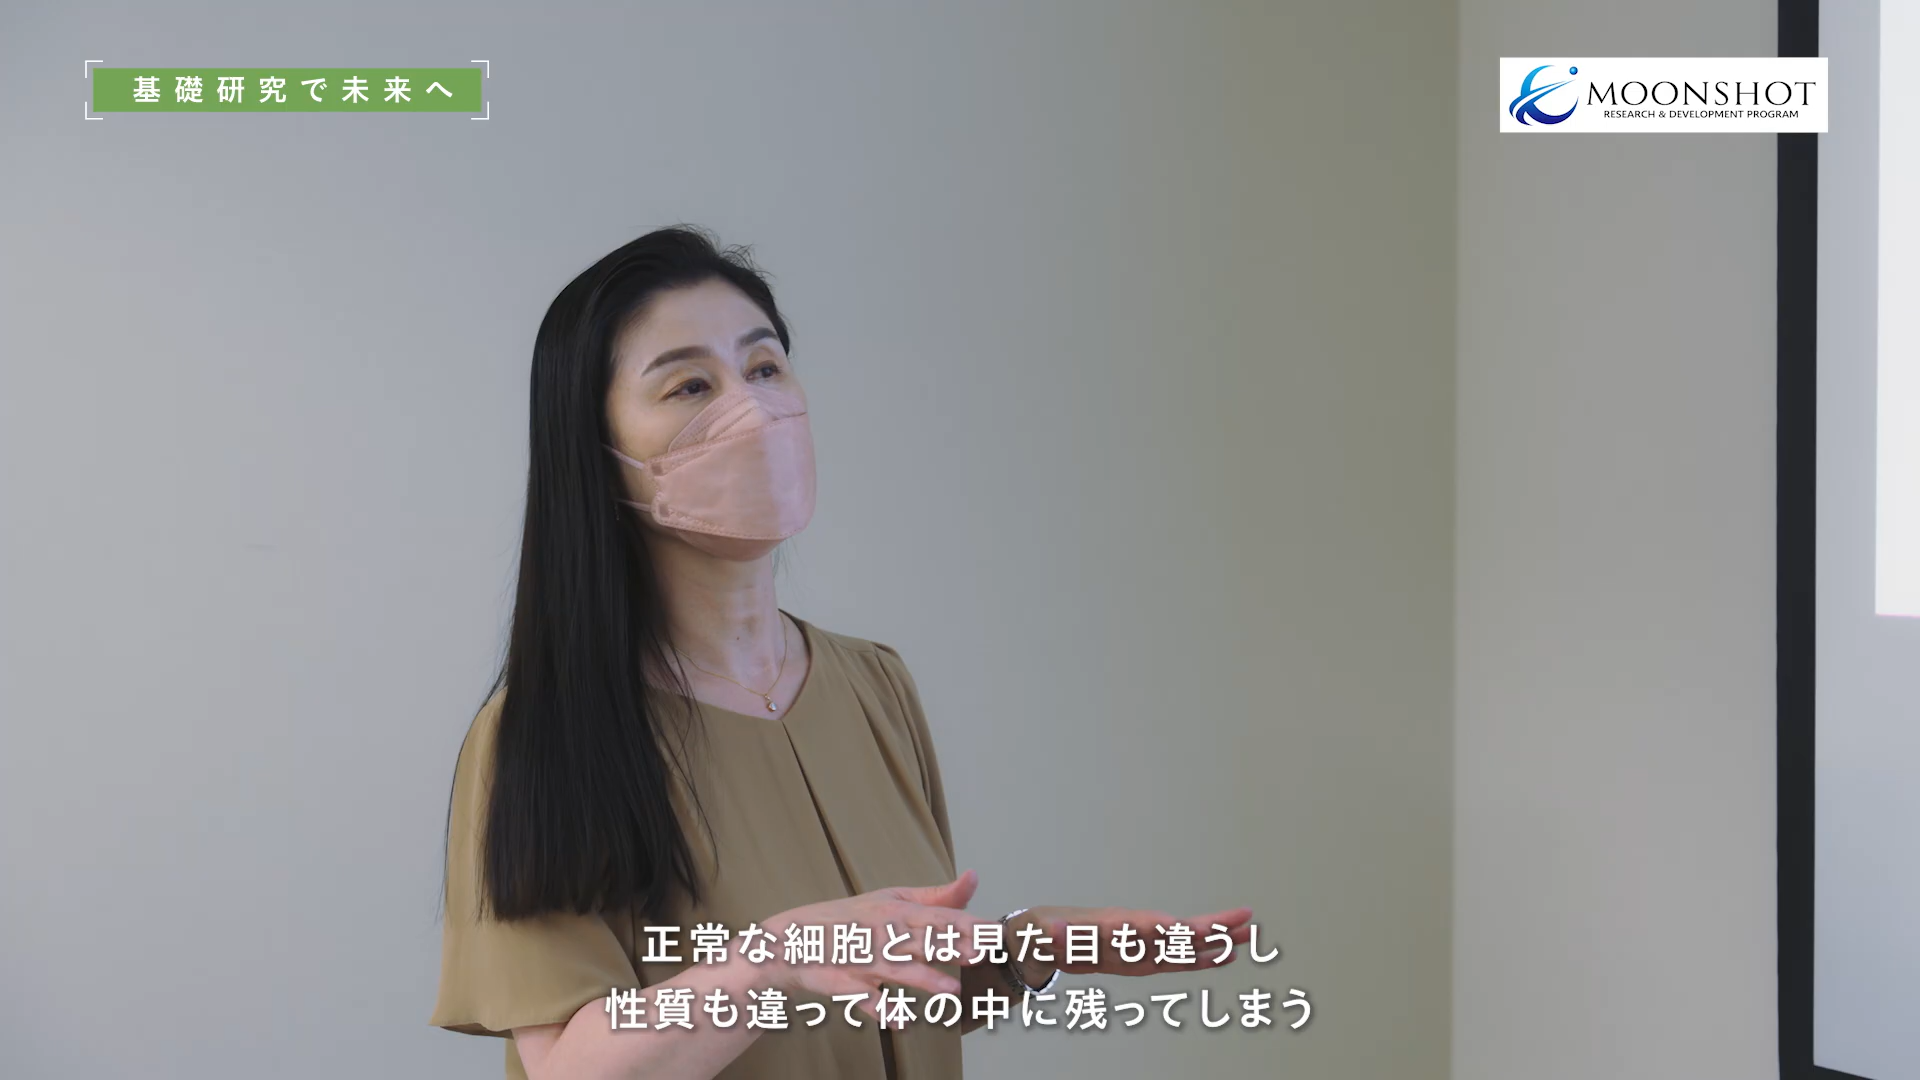 基礎研究で未来へ
MOONSHOT
RESEARCH & DEVELOPMENT PROGRAM
正常な細胞とは見た目も違うし
性質も違って体の中に残ってしまう